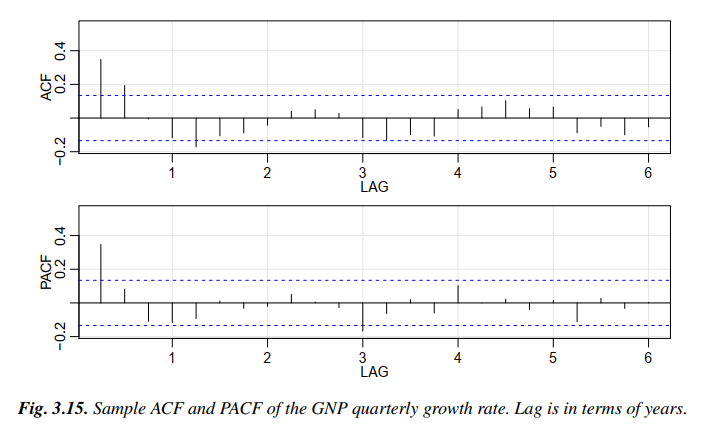 0.4
0.2
−0.2
ACF
1 2 3 4 5 6
LAG
0.4
0.2
−0.2
PACF
1 2 3 4 5 6
LAG
Fig. 3.15. Sample ACF and PACF of the GNP quarterly growth rate. Lag is in terms of years.